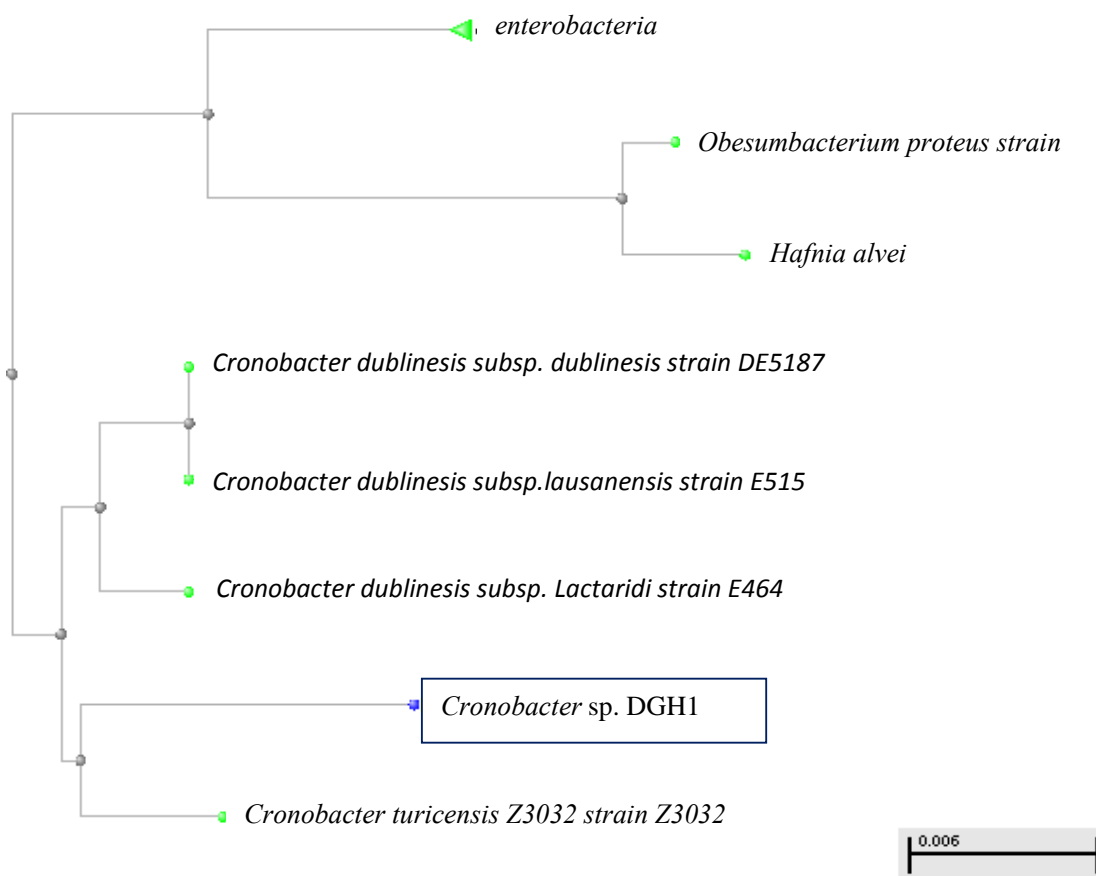 enterobacteria
Obesumbacterium proteus strain
Hafnia alvei
Cronobacter dublinesis subsp. dublinesis strain DE5187
Cronobacter dublinesis subsp.lausanensis strain E515
Cronobacter dublinesis subsp. Lactaridi strain E464
Cronobacter sp. DGH1
Cronobacter turicensis Z3032 strain Z3032
0.006